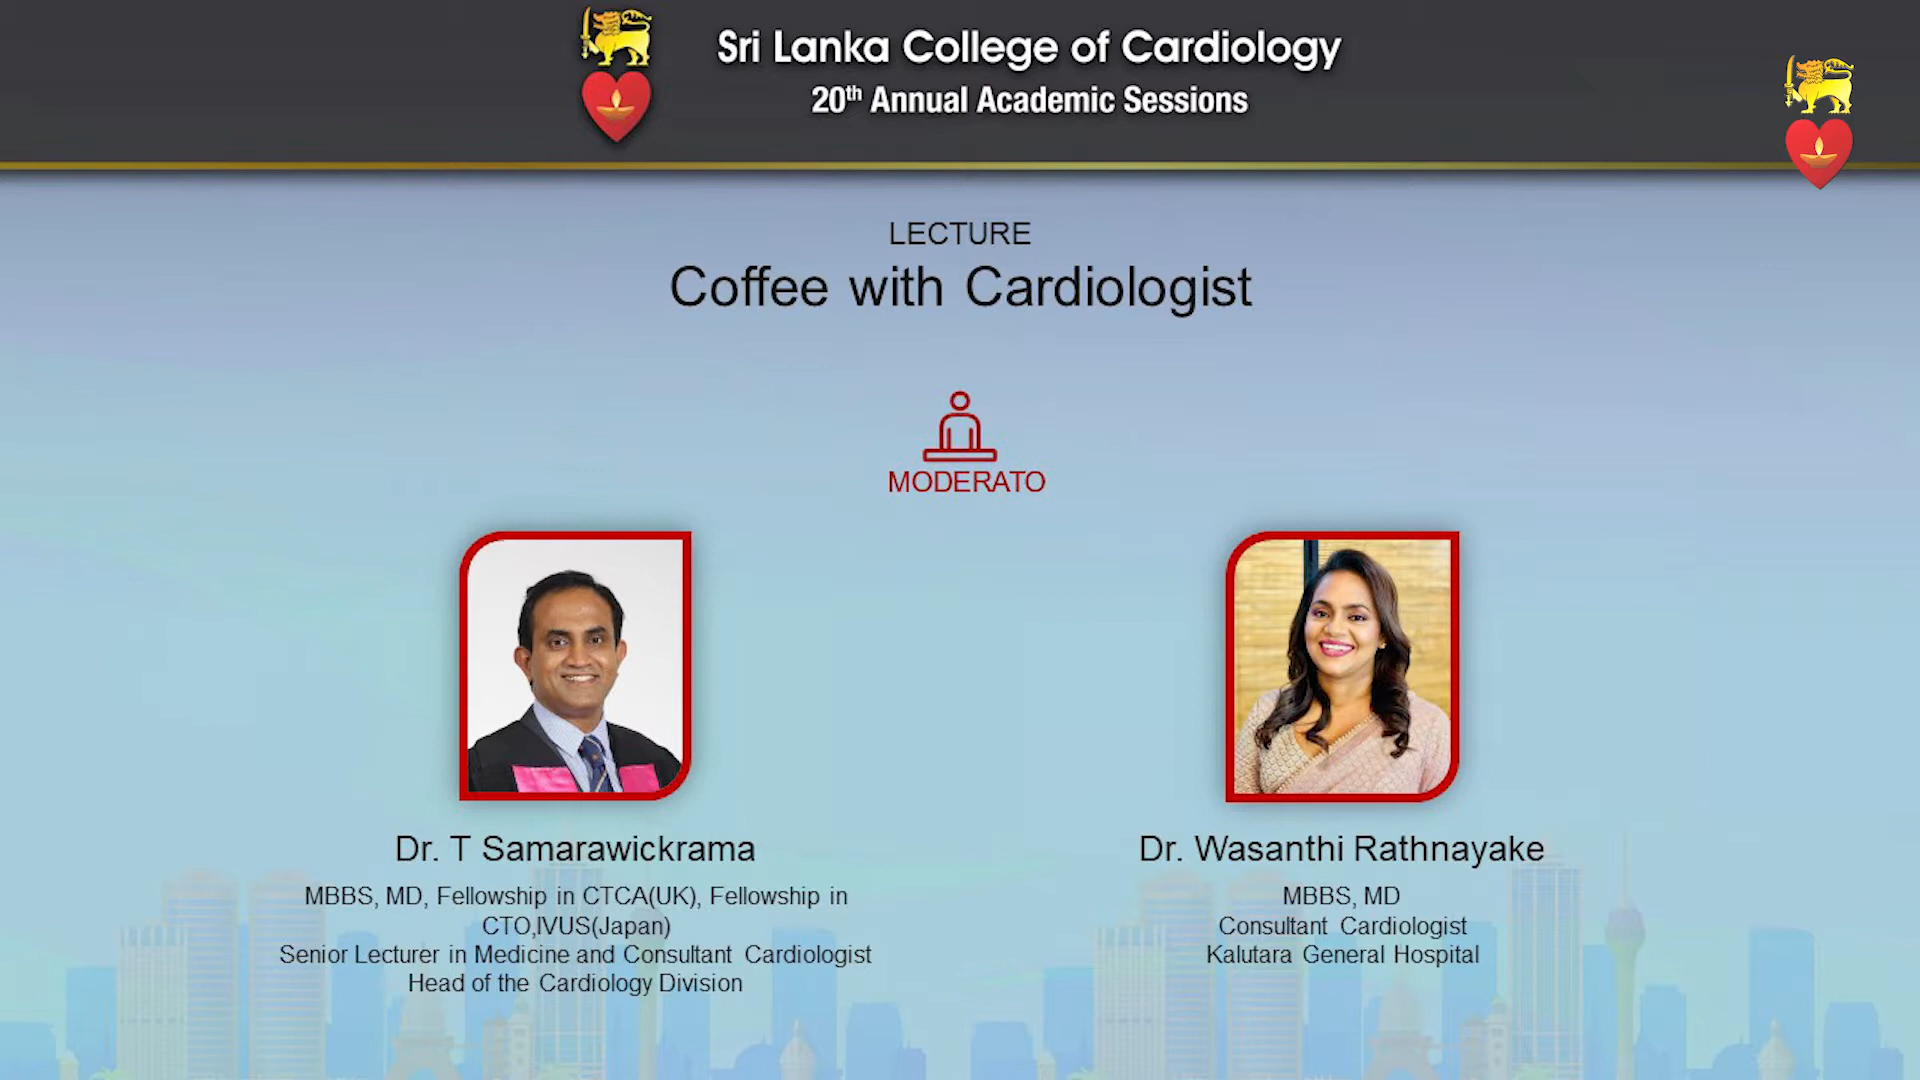 Sri Lanka College of Cardiology
20th Annual Academic Sessions
LECTURE
Coffee with Cardiologist
MODERATO
Dr. T Samarawickrama
MBBS, MD, Fellowship in CTCA(UK), Fellowship in
CTO,IVUS(Japan)
Senior Lecturer in Medicine and Consultant Cardiologist
Head of the Cardiology Division
Dr. Wasanthi Rathnayake
MBBS, MD
Consultant Cardiologist
Kalutara General Hospital